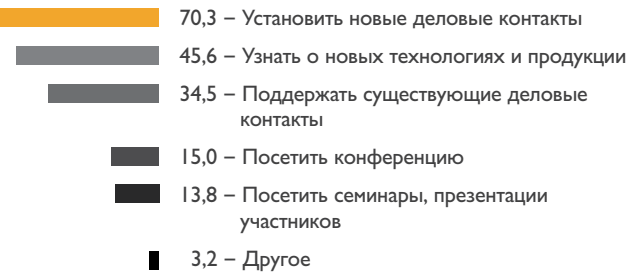 70,3 – Установить новые деловые контакты
45,6 – Узнать о новых технологиях и продукции
34,5 – Поддержать существующие деловые
контакты
15,0 – Посетить конференцию
13,8 – Посетить семинары, презентации
участников
3,2 – Другое